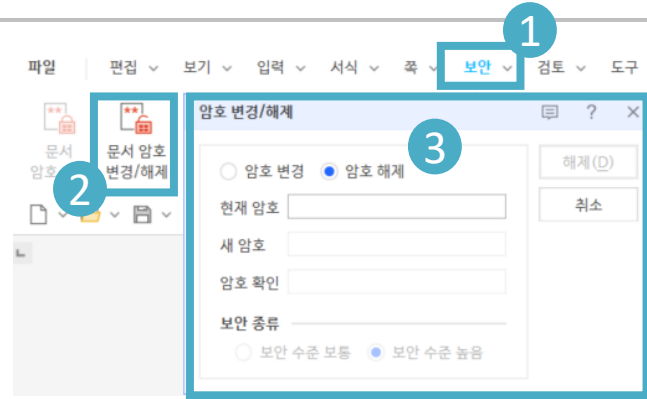 1
파일 편집 보기 입력 서식 쪽 보안 검토 도구
** **
문서 문서 암호
암호 변경/해제
2
암호 변경/해제 ? ×
3
암호 변경 암호 해제 해제(D)
현재 암호 취소
새 암호
암호 확인
보안 종류
보안 수준 보통 보안 수준 높음